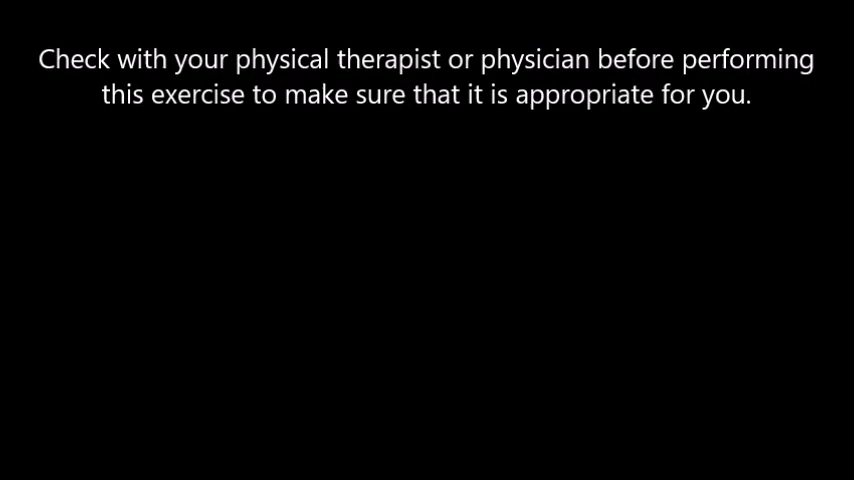 Check with your physical therapist or physician before performing
this exercise to make sure that it is appropriate for you.